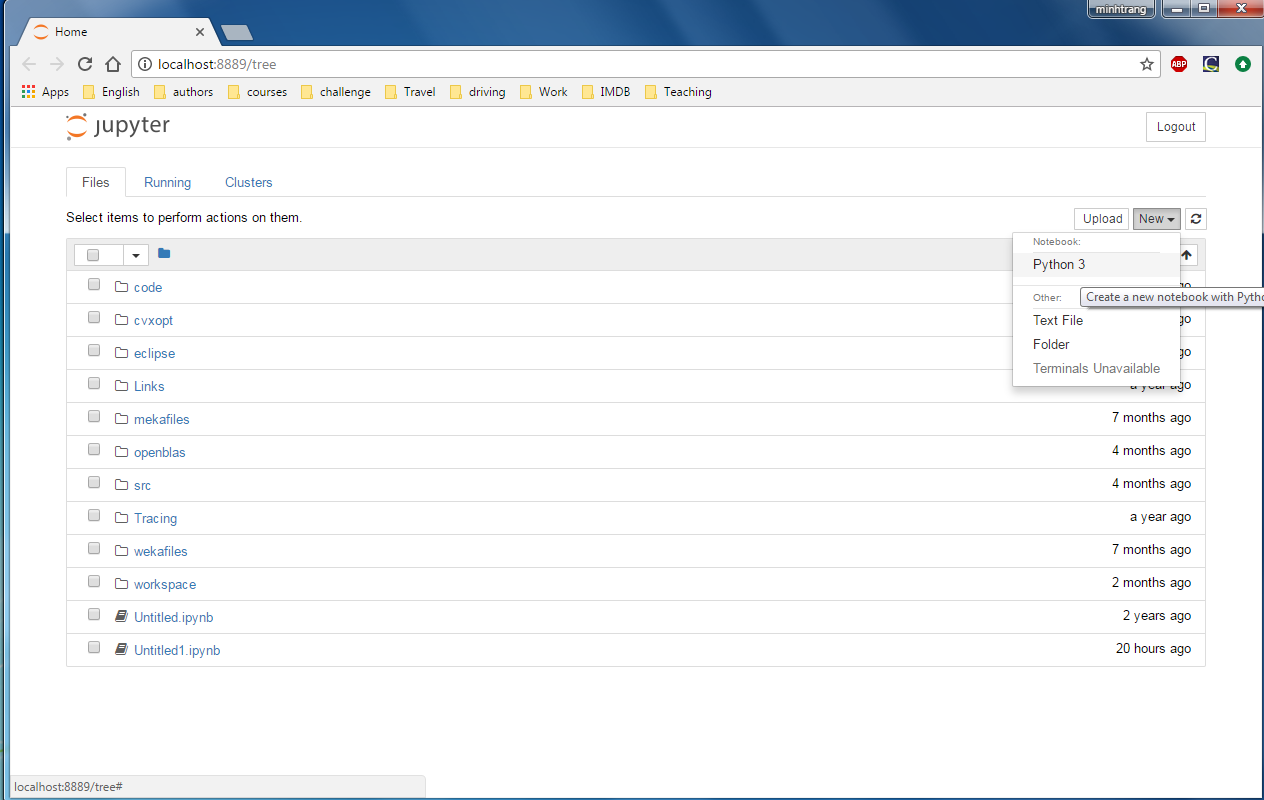 minhtrang
Home
localhost:8889/tree
ABP
Apps English authors courses challenge Travel driving Work IMDB Teaching
jupyter
Logout
Files Running Clusters
Select items to perform actions on them.
Upload New
Notebook:
Python 3
Other:
Create a new notebook with Pytho
Text File
Folder
Terminals Unavailable
code go
cvxopt go
eclipse go
Links a year ago
mekafiles 7 months ago
openblas 4 months ago
src 4 months ago
Tracing a year ago
wekafiles 7 months ago
workspace 2 months ago
Untitled.ipynb 2 years ago
Untitled1.ipynb 20 hours ago
localhost:8889/tree#